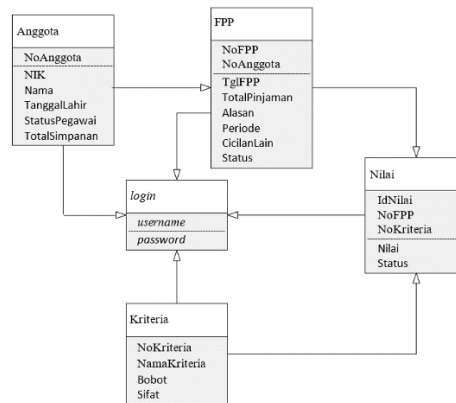 Anggota
NoAnggota
NIK
Nama
TanggalLahir
StatusPegawai
TotalSimpanan
FPP
NoFPP
NoAnggota
TglFPP
TotalPinjaman
Alasan
Periode
CicilanLain
Status
login
username
password
Nilai
IdNilai
NoFPP
NoKriteria
Nilai
Status
Kriteria
NoKriteria
NamaKriteria
Bobot
Sifat